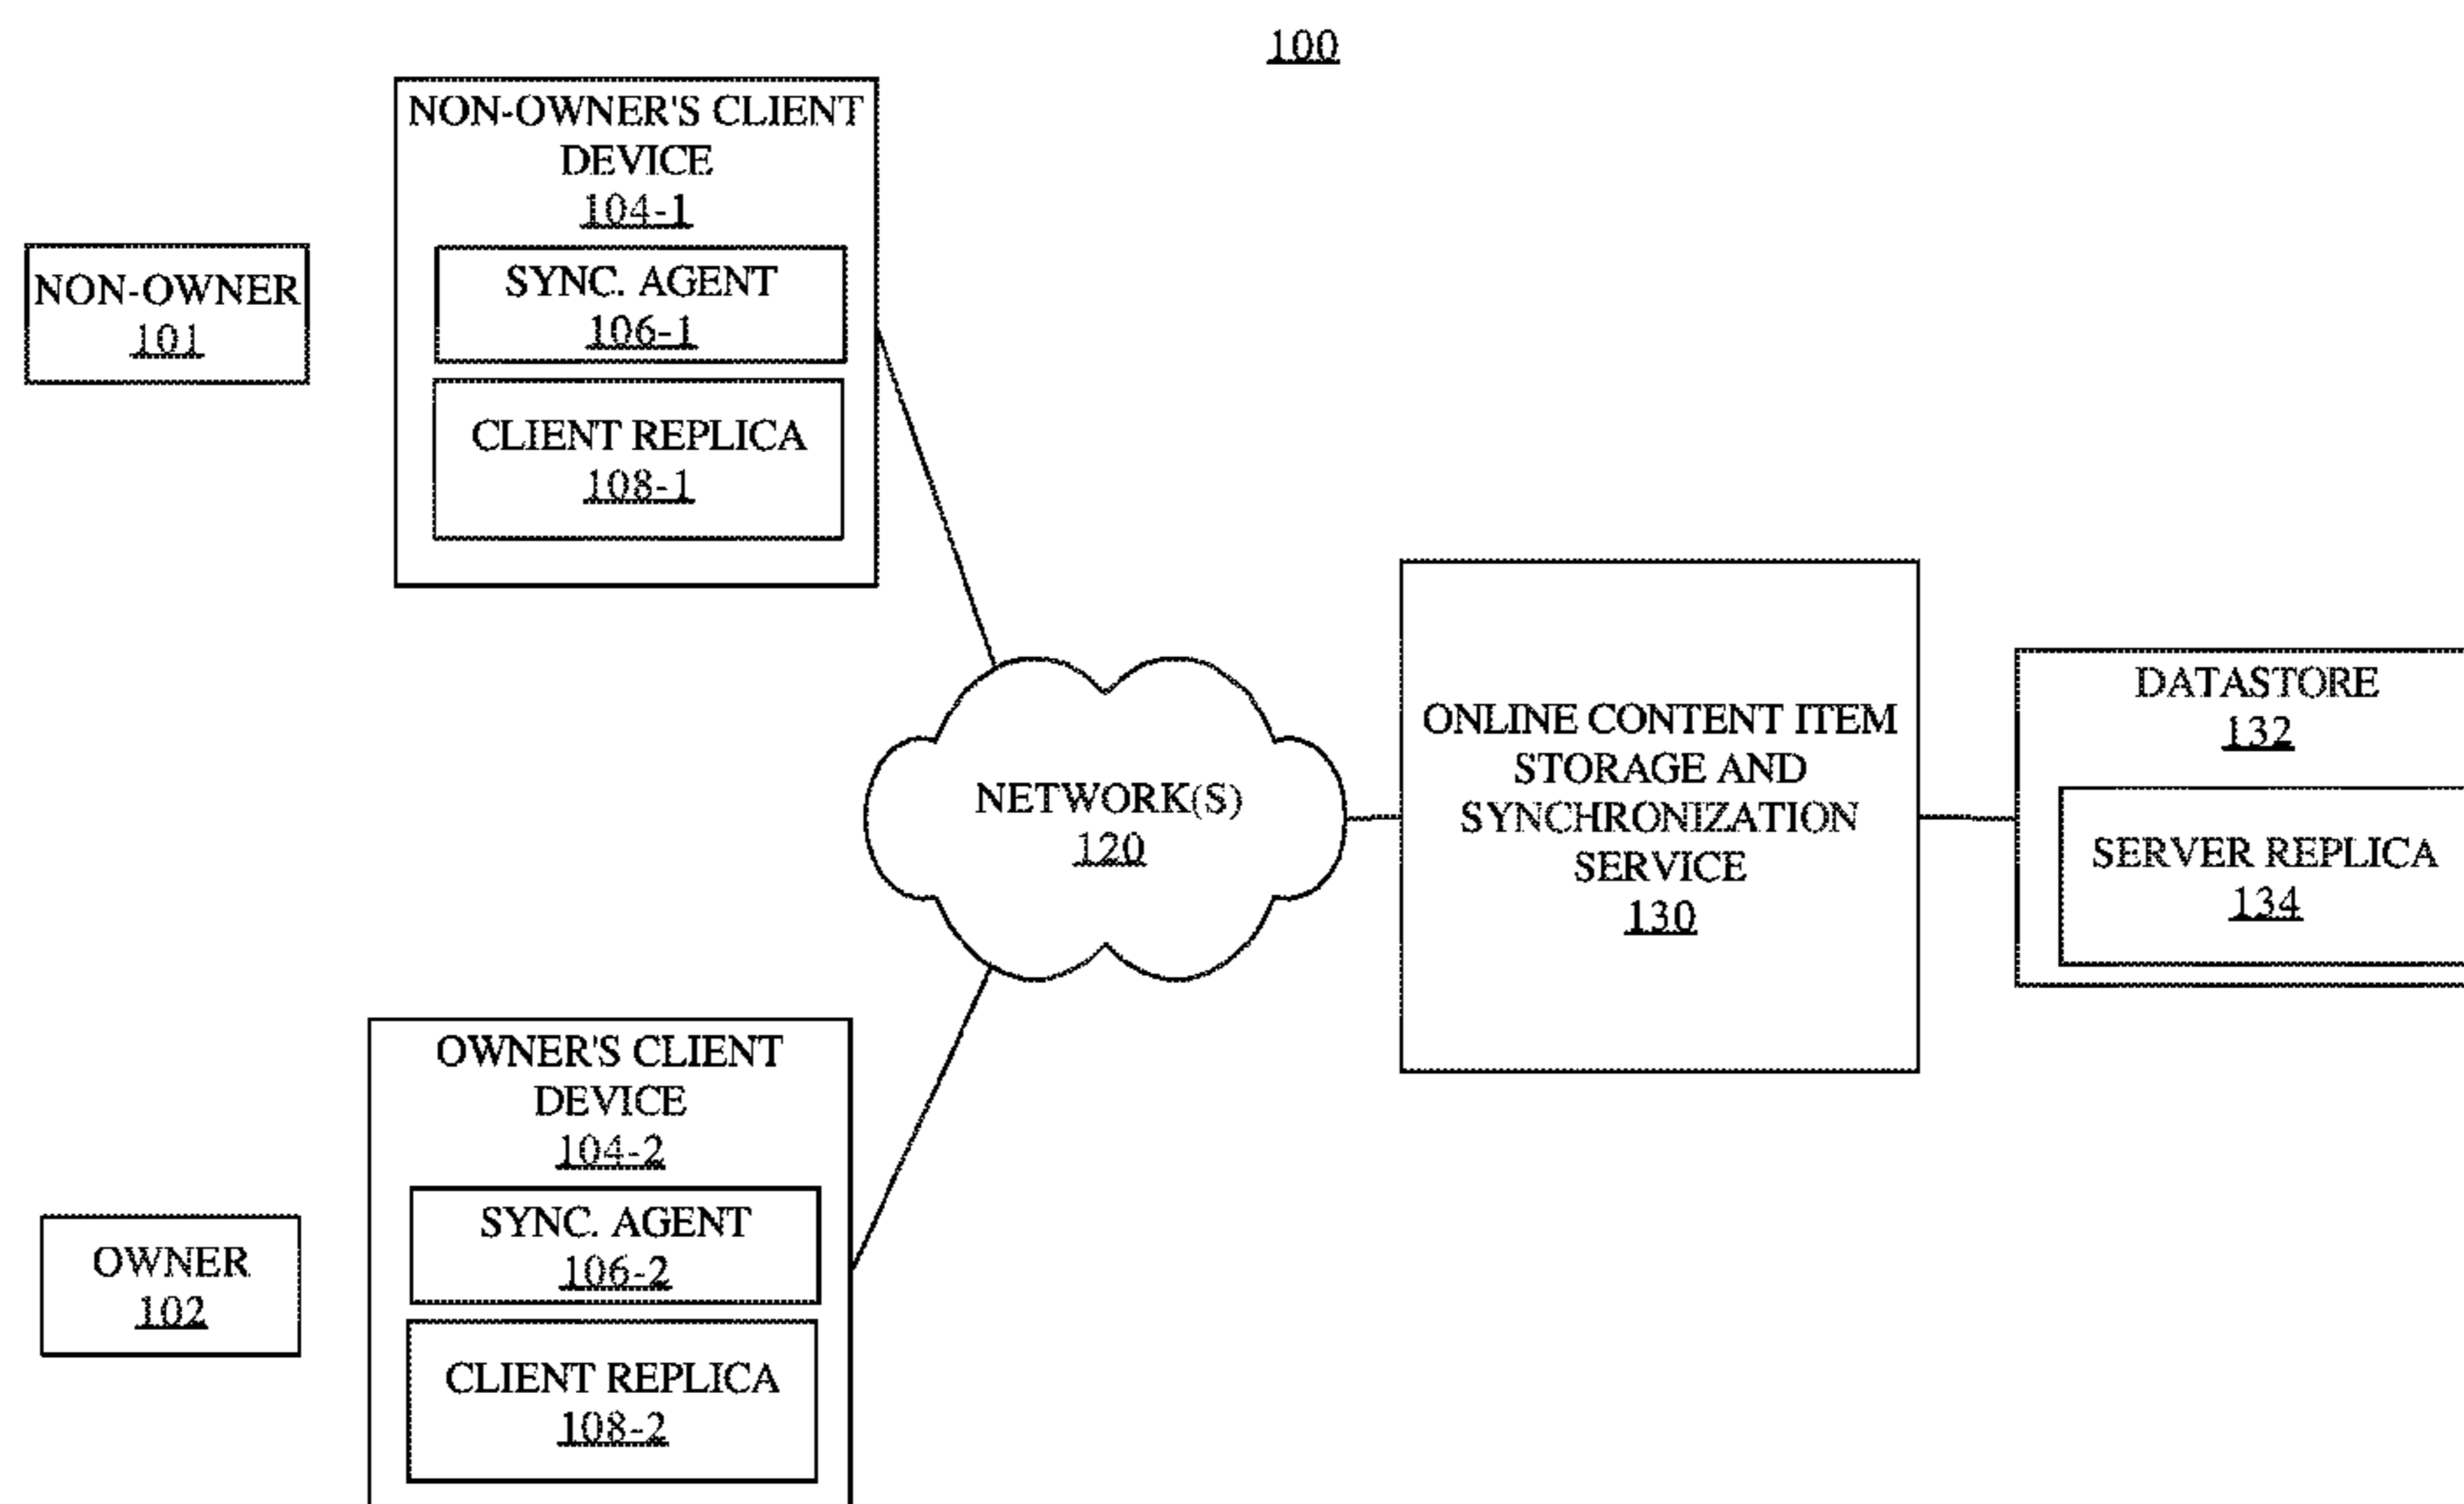 100
NON-OWNER'S CLIENT
DEVICE
104-1
SYNC. AGENT
106-1
CLIENT REPLICA
108-1
NON-OWNER
101
NETWORK(S)
120
ONLINE CONTENT ITEM
STORAGE AND
SYNCHRONIZATION
SERVICE
130
DATASTORE
132
SERVER REPLICA
134
OWNER'S CLIENT
DEVICE
104-2
SYNC. AGENT
106-2
CLIENT REPLICA
108-2
OWNER
102